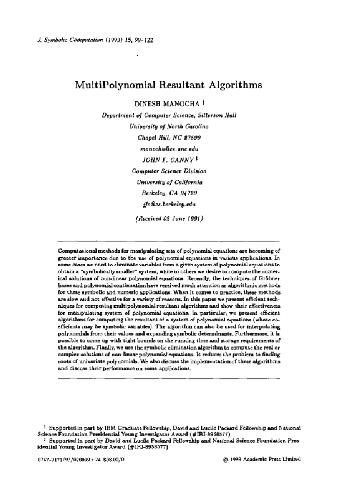 J. Symbolic Computation (1993) 15, 99–122
MultiPolynomial Resultant Algorithms
DINESH MANOCHA †
Department of Computer Science, Sitterson Hall
University of North Carolina
Chapel Hill, NC 27599
manocha@cs.unc.edu
JOHN F. CANNY ‡
Computer Science Division
University of California
Berkeley, CA 94720
jfc@cs.berkeley.edu
(Received 03 June 1991)
Computational methods for manipulating sets of polynomial equations are becoming of
greater importance due to the use of polynomial equations in various applications. In
some cases we need to eliminate variables from a given system of polynomial equations to
obtain a "symbolically smaller" system, while in others we desire to compute the numer-
ical solutions of non-linear polynomial equations. Recently, the techniques of Gröbner
bases and polynomial continuation have received much attention as algorithmic methods
for these symbolic and numeric applications. When it comes to practice, these methods
are slow and not effective for a variety of reasons. In this paper we present efficient tech-
niques for computing multipolynomial resultant algorithms and show their effectiveness
for manipulating system of polynomial equations. In particular, we present efficient
algorithms for computing the resultant of a system of polynomial equations (whose co-
efficients may be symbolic variables). The algorithm can also be used for interpolating
polynomials from their values and expanding symbolic determinants. Furthermore, it is
possible to come up with tight bounds on the running time and storage requirements of
the algorithm. Finally, we use the symbolic elimination algorithms to compute the real or
complex solutions of non-linear polynomial equations. It reduces the problem to finding
roots of univariate polynomials. We also discuss the implementation of these algorithms
and discuss their performance on some applications.
† Supported in part by IBM Graduate Fellowship, David and Lucile Packard Fellowship and National
Science Foundation Presidential Young Investigator Award (#IRI-8958577)
‡ Supported in part by David and Lucile Packard Fellowship and National Science Foundation Pres-
idential Young Investigator Award (#IRI-8958577)
© 1993 Academic Press Limited